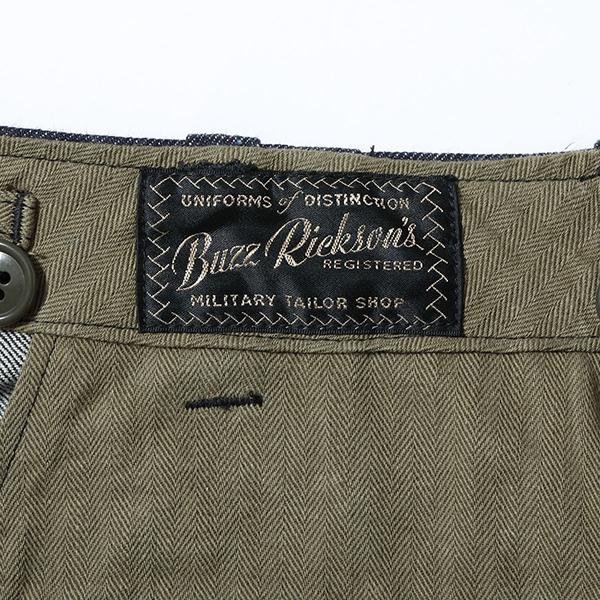 UNIFORMS of DISTINCTION
Buzz Rickson's
REGISTERED
MILITARY TAILOR SHOP